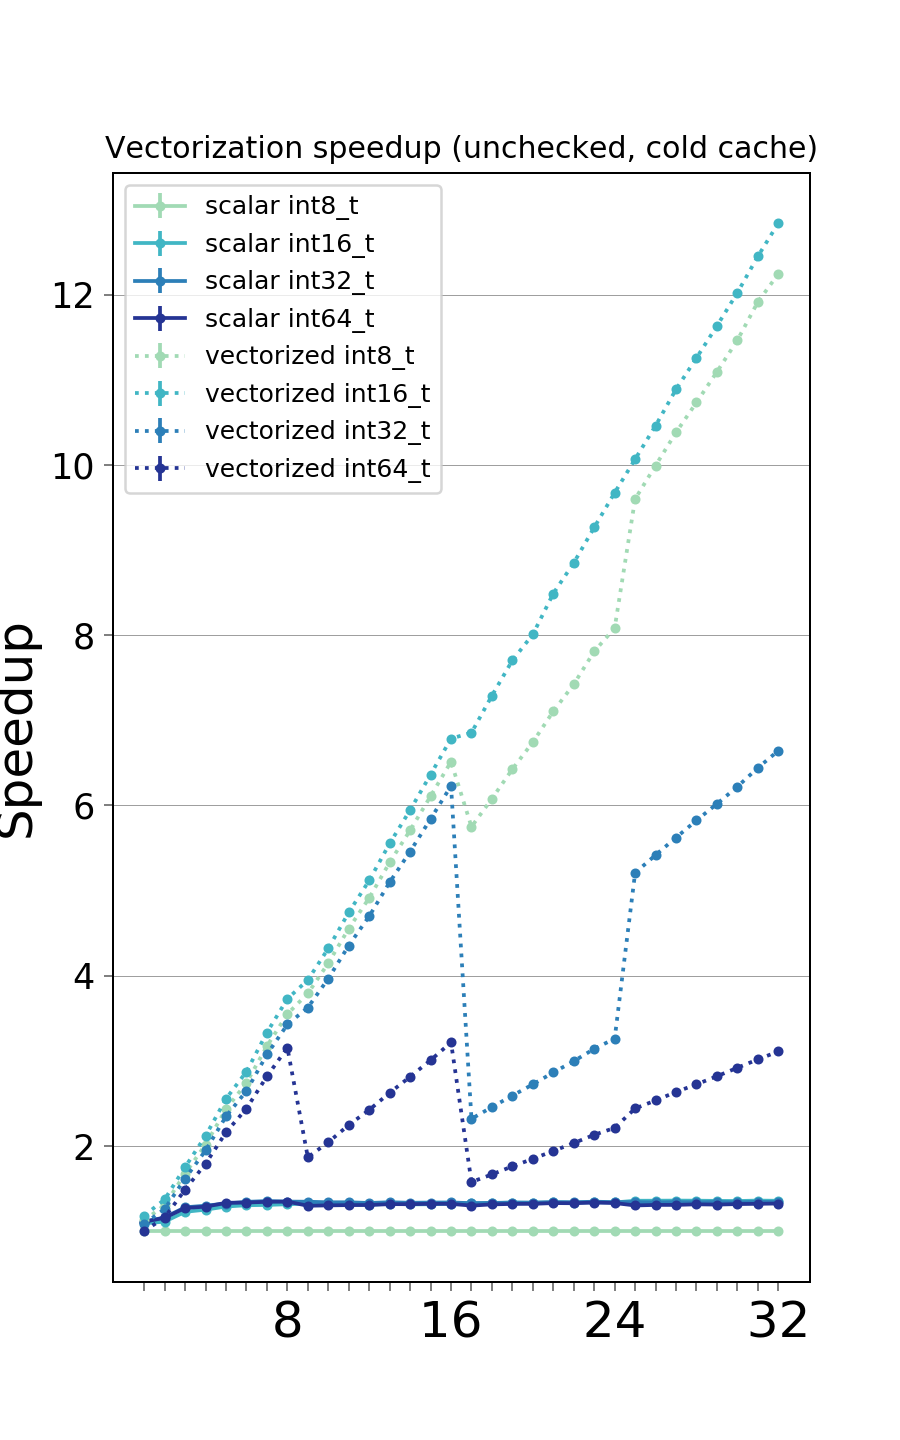 Vectorization speedup (unchecked, cold cache)
scalar int8_t
scalar int16_t
scalar int32_t
scalar int64_t
vectorized int8_t
vectorized int16_t
vectorized int32_t
vectorized int64_t
12
10
8
6
4
2
Speedup
8 16 24 32